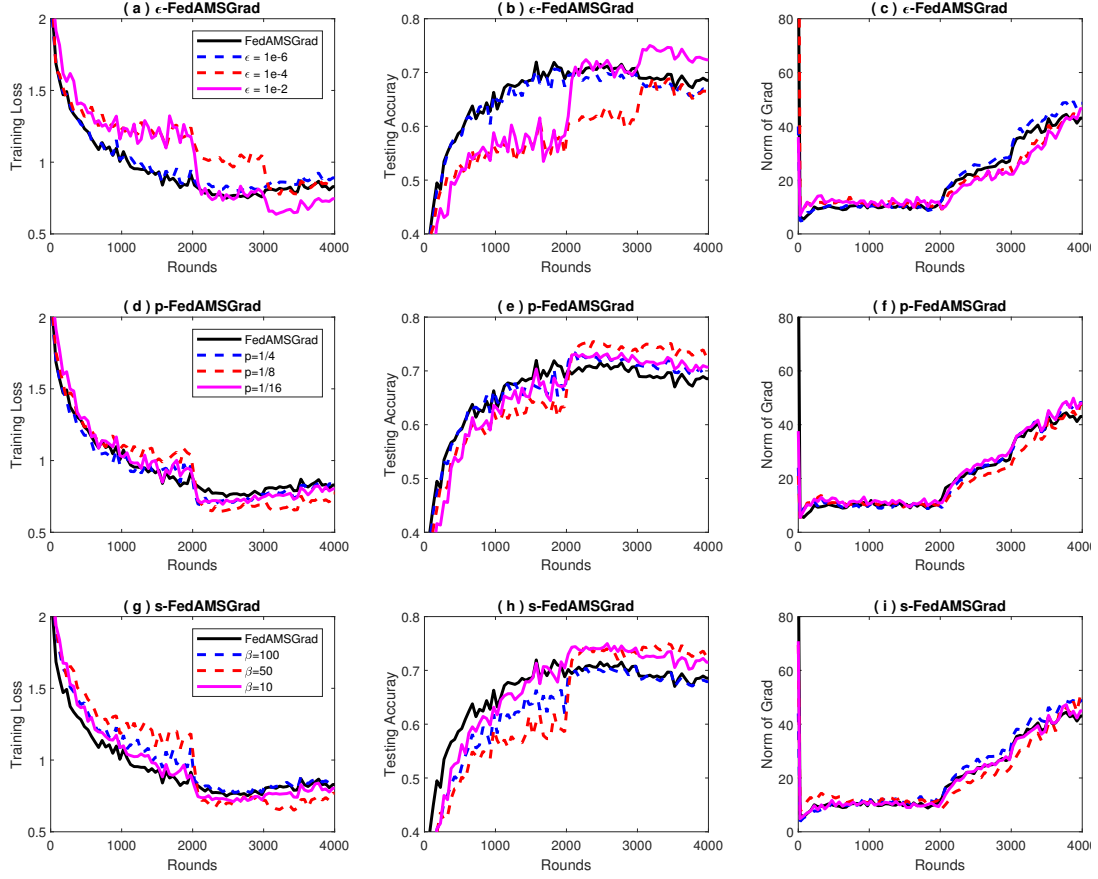 ( a ) ϵ-FedAMSGrad
2
1.5
1
0.5
Training Loss
0 1000 2000 3000 4000
Rounds
FedAMSGrad
ϵ = 1e-6
ϵ = 1e-4
ϵ = 1e-2
( b ) ϵ-FedAMSGrad
0.8
0.7
0.6
0.5
0.4
Testing Accuray
0 1000 2000 3000 4000
Rounds
( c ) ϵ-FedAMSGrad
80
60
40
20
0
Norm of Grad
0 1000 2000 3000 4000
Rounds
( d ) p-FedAMSGrad
2
1.5
1
0.5
Training Loss
0 1000 2000 3000 4000
Rounds
FedAMSGrad
p=1/4
p=1/8
p=1/16
( e ) p-FedAMSGrad
0.8
0.7
0.6
0.5
0.4
Testing Accuray
0 1000 2000 3000 4000
Rounds
( f ) p-FedAMSGrad
80
60
40
20
0
Norm of Grad
0 1000 2000 3000 4000
Rounds
( g ) s-FedAMSGrad
2
1.5
1
0.5
Training Loss
0 1000 2000 3000 4000
Rounds
FedAMSGrad
β=100
β=50
β=10
( h ) s-FedAMSGrad
0.8
0.7
0.6
0.5
0.4
Testing Accuray
0 1000 2000 3000 4000
Rounds
( i ) s-FedAMSGrad
80
60
40
20
0
Norm of Grad
0 1000 2000 3000 4000
Rounds